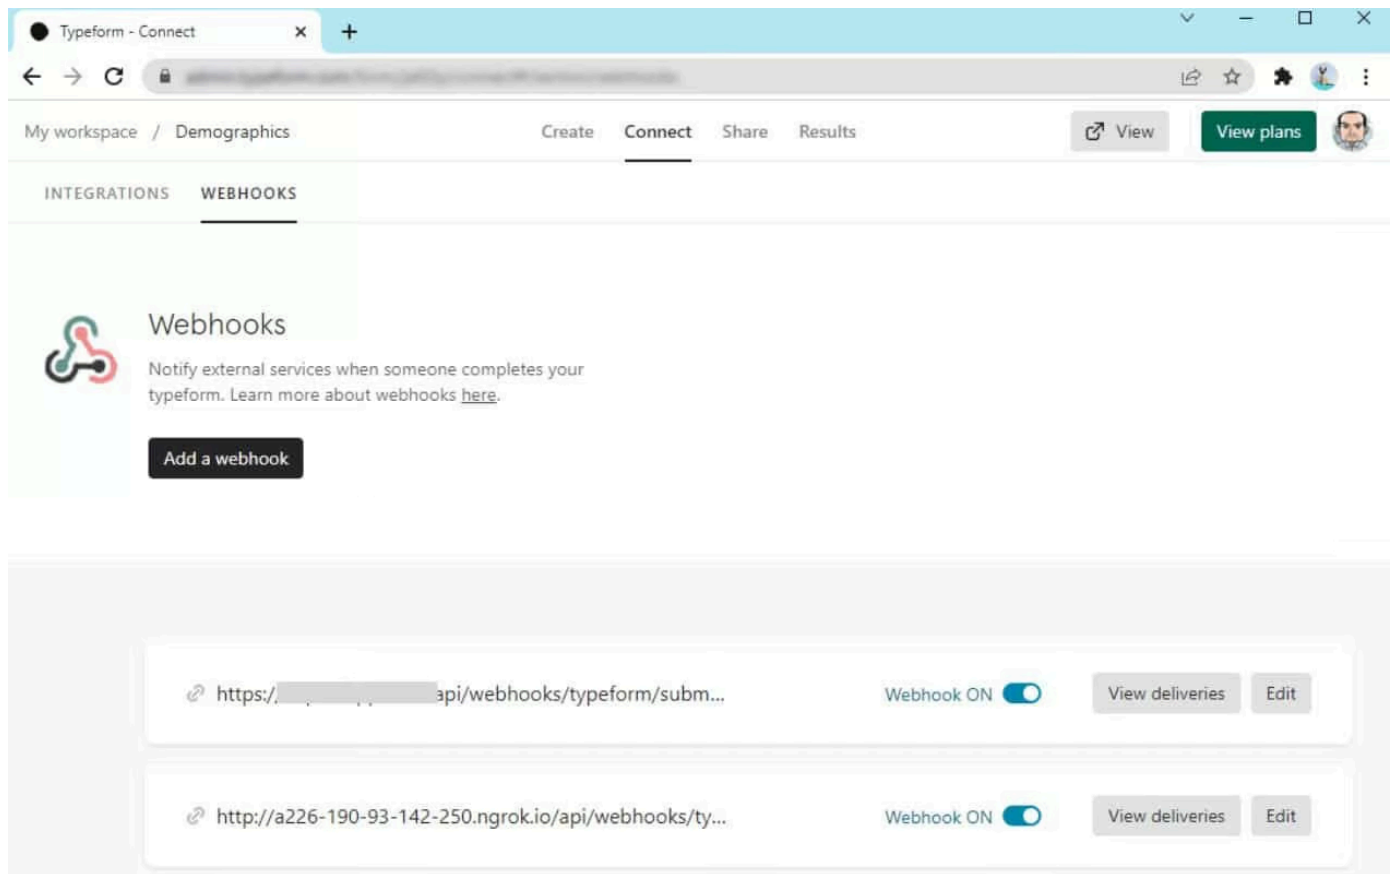 Typeform - Connect
My workspace / Demographics
Create Connect Share Results
View
View plans
INTEGRATIONS WEBHOOKS
Webhooks
Notify external services when someone completes your
typeform. Learn more about webhooks here.
Add a webhook
https:/ api/webhooks/typeform/subm...
Webhook ON
View deliveries
Edit
http://a226-190-93-142-250.ngrok.io/api/webhooks/ty...
Webhook ON
View deliveries
Edit